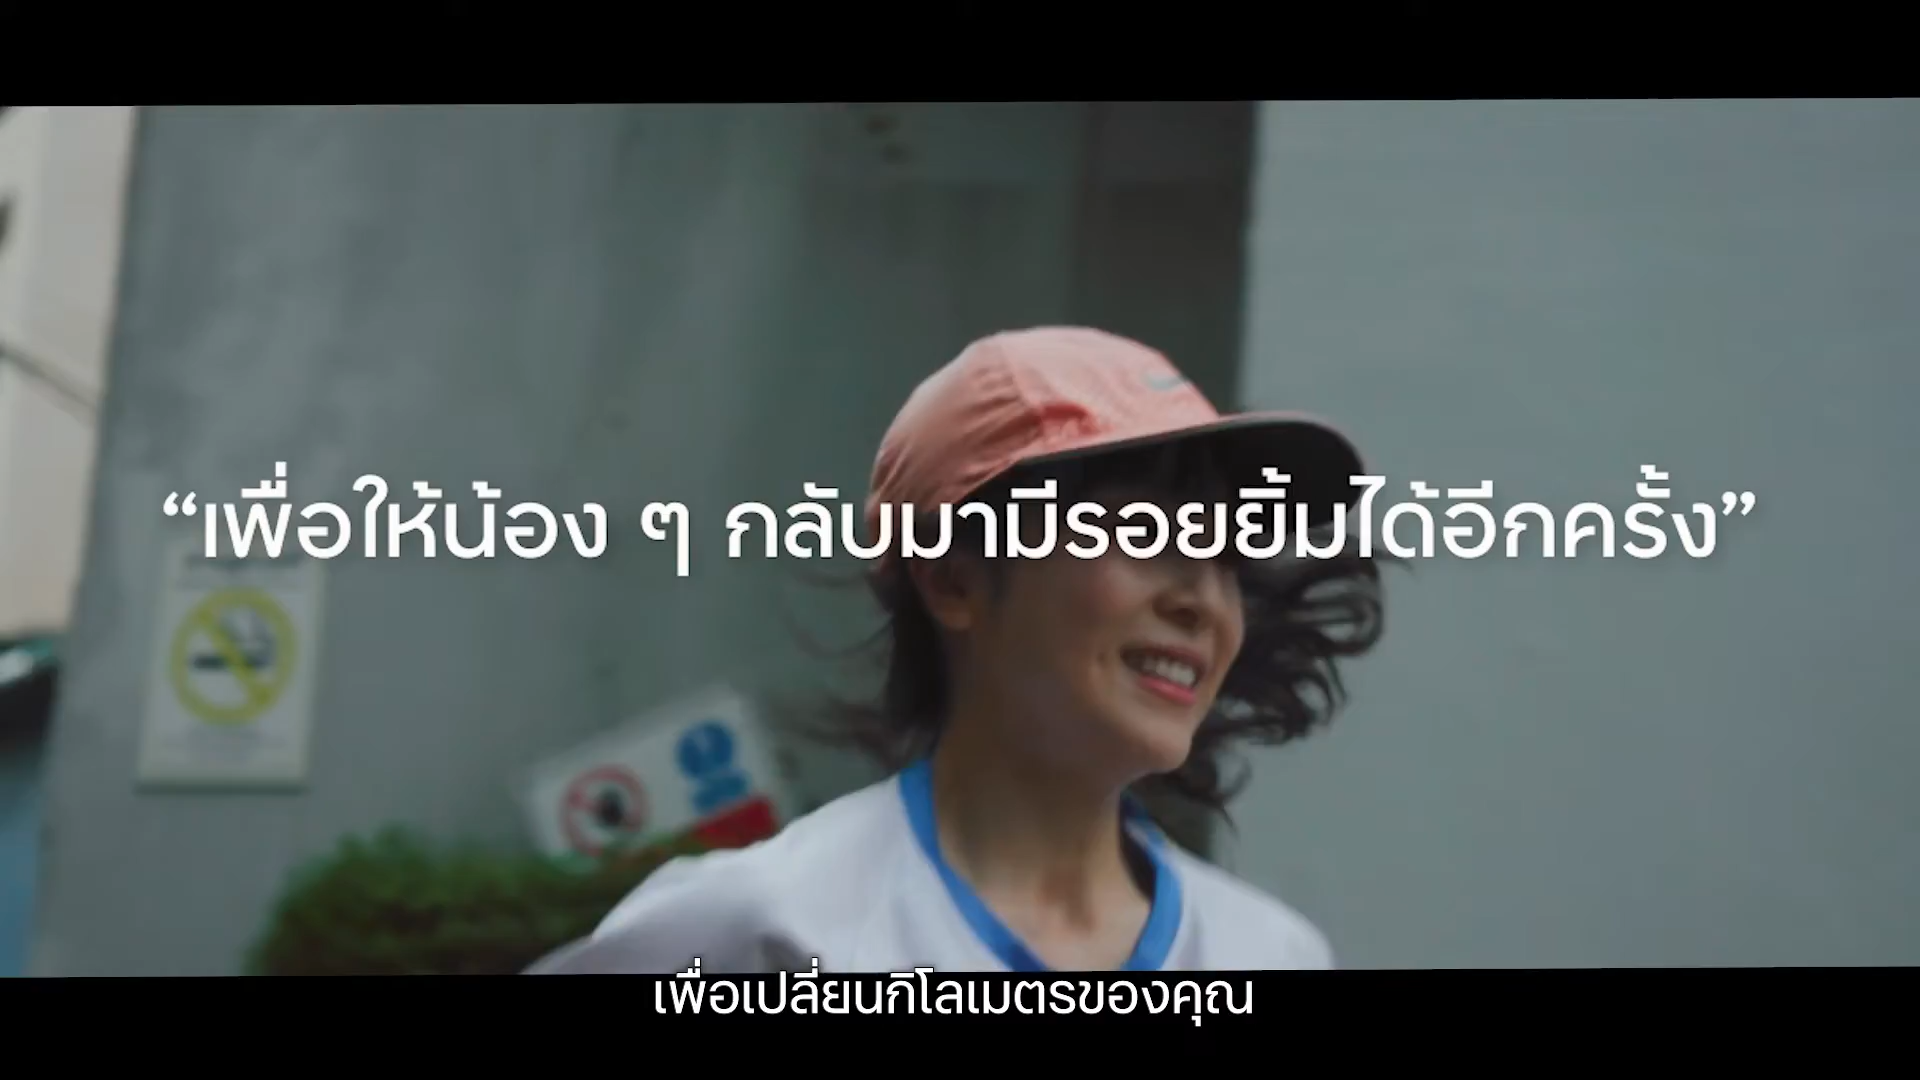 “เพื่อให้น้อง ๆ กลับมามีรอยยิ้มได้อีกครั้ง”
เพื่อเปลี่ยนกิโลเมตรของคุณ